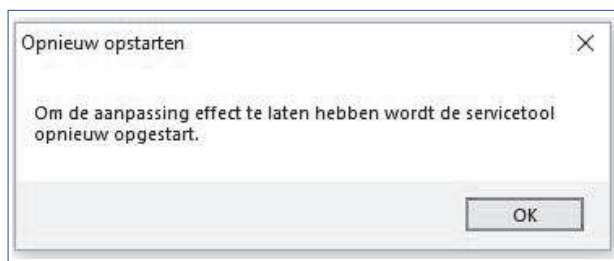 Opnieuw opstarten
Om de aanpassing effect te laten hebben wordt de servicetool
opnieuw opgestart.
OK